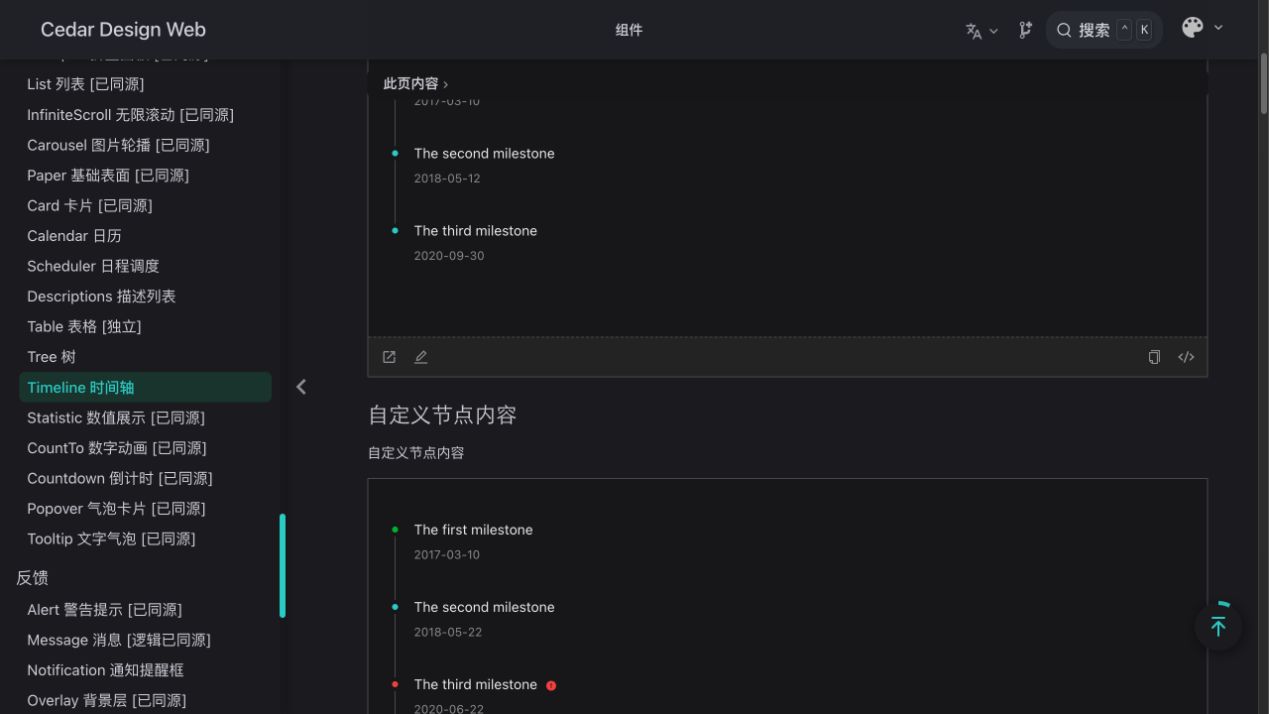 Cedar Design Web
组件
搜索
^
K
List 列表 [已同源]
InfiniteScroll 无限滚动 [已同源]
Carousel 图片轮播 [已同源]
Paper 基础表面 [已同源]
Card 卡片 [已同源]
Calendar 日历
Scheduler 日程调度
Descriptions 描述列表
Table 表格 [独立]
Tree 树
Timeline 时间轴
Statistic 数值展示 [已同源]
CountTo 数字动画 [已同源]
Countdown 倒计时 [已同源]
Popover 气泡卡片 [已同源]
Tooltip 文字气泡 [已同源]
反馈
Alert 警告提示 [已同源]
Message 消息 [逻辑已同源]
Notification 通知提醒框
Overlay 背景层 [已同源]
此页内容 ›
2017-03-10
The second milestone
2018-05-12
The third milestone
2020-09-30
自定义节点内容
自定义节点内容
The first milestone
2017-03-10
The second milestone
2018-05-22
The third milestone
2020-06-22